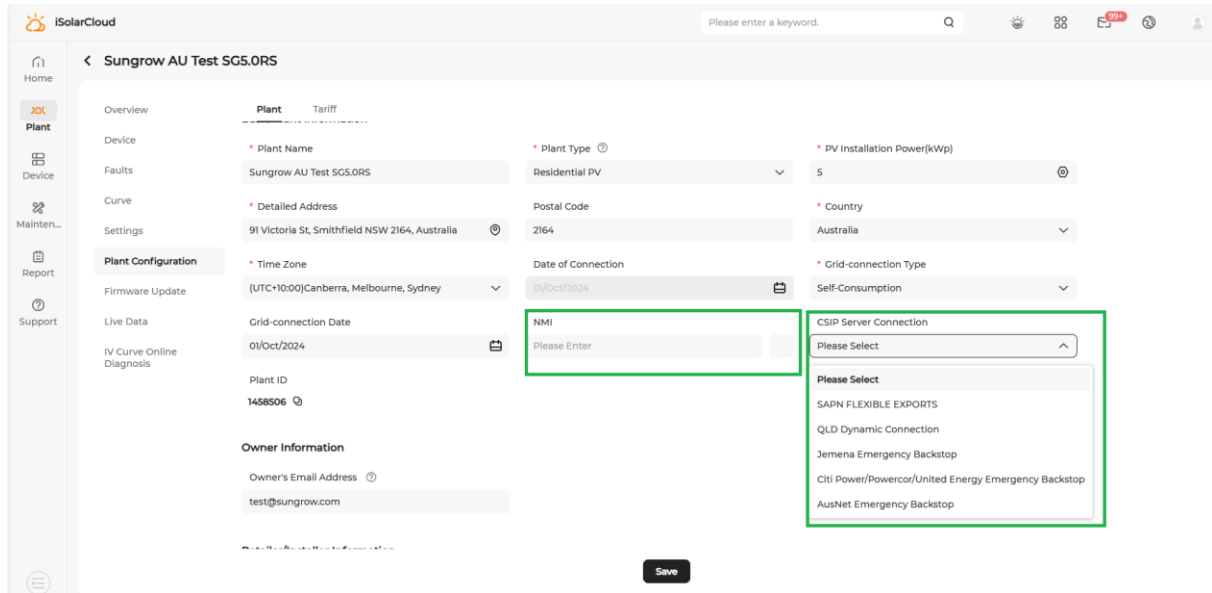 iSolarCloud
Please enter a keyword.
99+
Home
Plant
Device
Mainten...
Report
Support
Sungrow AU Test SG5.0RS
Overview
Device
Faults
Curve
Settings
Plant Configuration
Firmware Update
Live Data
IV Curve Online
Diagnosis
Plant Tariff
* Plant Name
Sungrow AU Test SG5.0RS
* Plant Type
Residential PV
* PV Installation Power(kWp)
5
* Detailed Address
91 Victoria St, Smithfield NSW 2164, Australia
Postal Code
2164
* Country
Australia
* Time Zone
(UTC+10:00)Canberra, Melbourne, Sydney
Date of Connection
01/Oct/2024
* Grid-connection Type
Self-Consumption
Grid-connection Date
01/Oct/2024
NMI
Please Enter
CSIP Server Connection
Please Select
Please Select
SAPN FLEXIBLE EXPORTS
QLD Dynamic Connection
Jemena Emergency Backstop
Citi Power/Powercor/United Energy Emergency Backstop
AusNet Emergency Backstop
Plant ID
1458506
Owner Information
Owner's Email Address
test@sungrow.com
Save